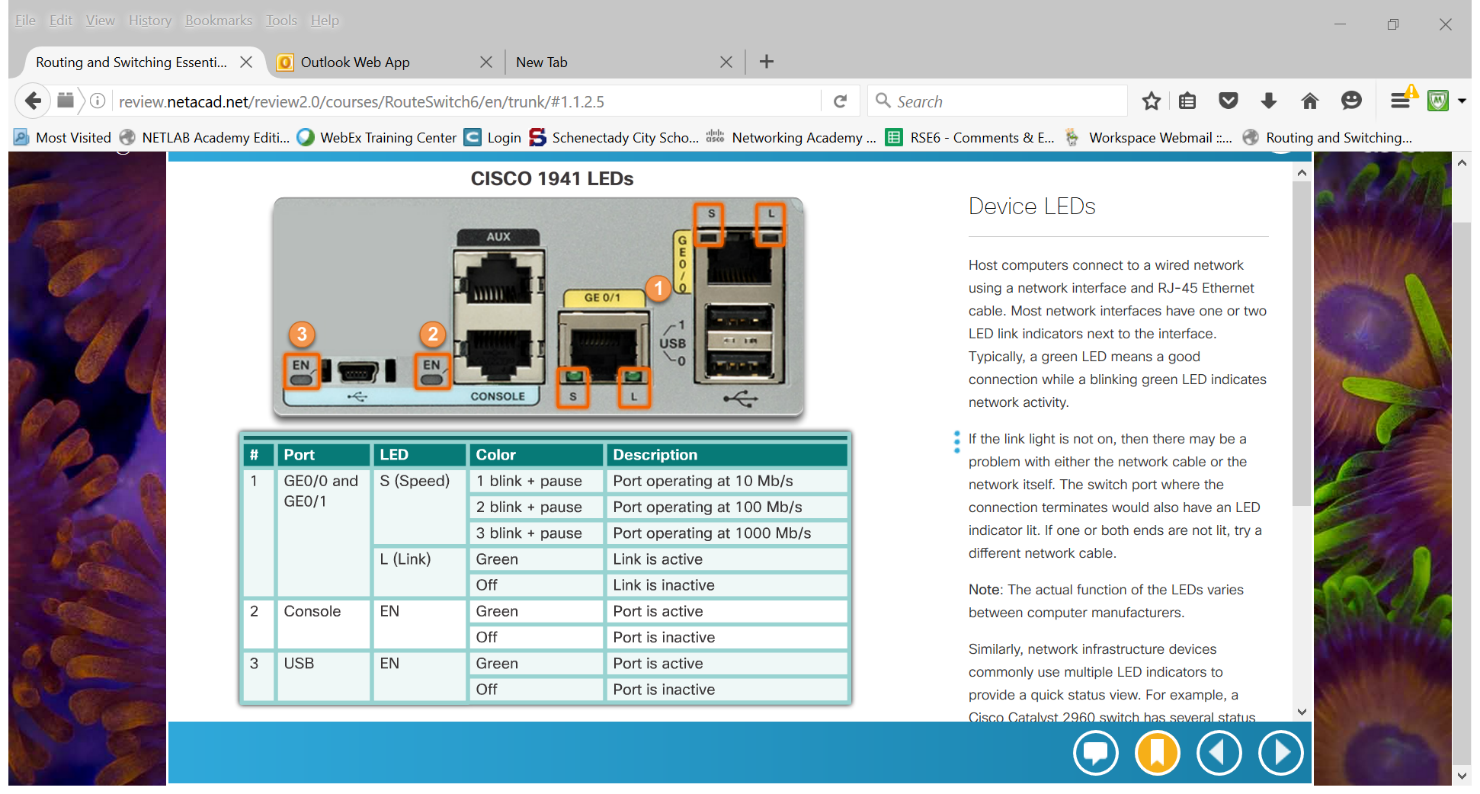 File Edit View History Bookmarks Tools Help
Routing and Switching Essenti... Outlook Web App New Tab
review.netacad.net/review2.0/courses/RouteSwitch6/en/trunk/#1.1.2.5 Search
Most Visited NETLAB Academy Editi... WebEx Training Center Login Schenectady City Scho... Networking Academy ... RSE6 - Comments & E... Workspace Webmail ::... Routing and Switching...
CISCO 1941 LEDs
S L
AUX
GE0/0
1
GE 0/1
3
2
1
USB
0
EN
EN
CONSOLE
S L
# Port LED Color Description
1 GE0/0 and GE0/1 S (Speed) 1 blink + pause Port operating at 10 Mb/s
2 blink + pause Port operating at 100 Mb/s
3 blink + pause Port operating at 1000 Mb/s
L (Link) Green Link is active
Off Link is inactive
2 Console EN Green Port is active
Off Port is inactive
3 USB EN Green Port is active
Off Port is inactive
Device LEDs
Host computers connect to a wired network
using a network interface and RJ-45 Ethernet
cable. Most network interfaces have one or two
LED link indicators next to the interface.
Typically, a green LED means a good
connection while a blinking green LED indicates
network activity.
If the link light is not on, then there may be a
problem with either the network cable or the
network itself. The switch port where the
connection terminates would also have an LED
indicator lit. If one or both ends are not lit, try a
different network cable.
Note: The actual function of the LEDs varies
between computer manufacturers.
Similarly, network infrastructure devices
commonly use multiple LED indicators to
provide a quick status view. For example, a
Cisco Catalyst 2960 switch has several status